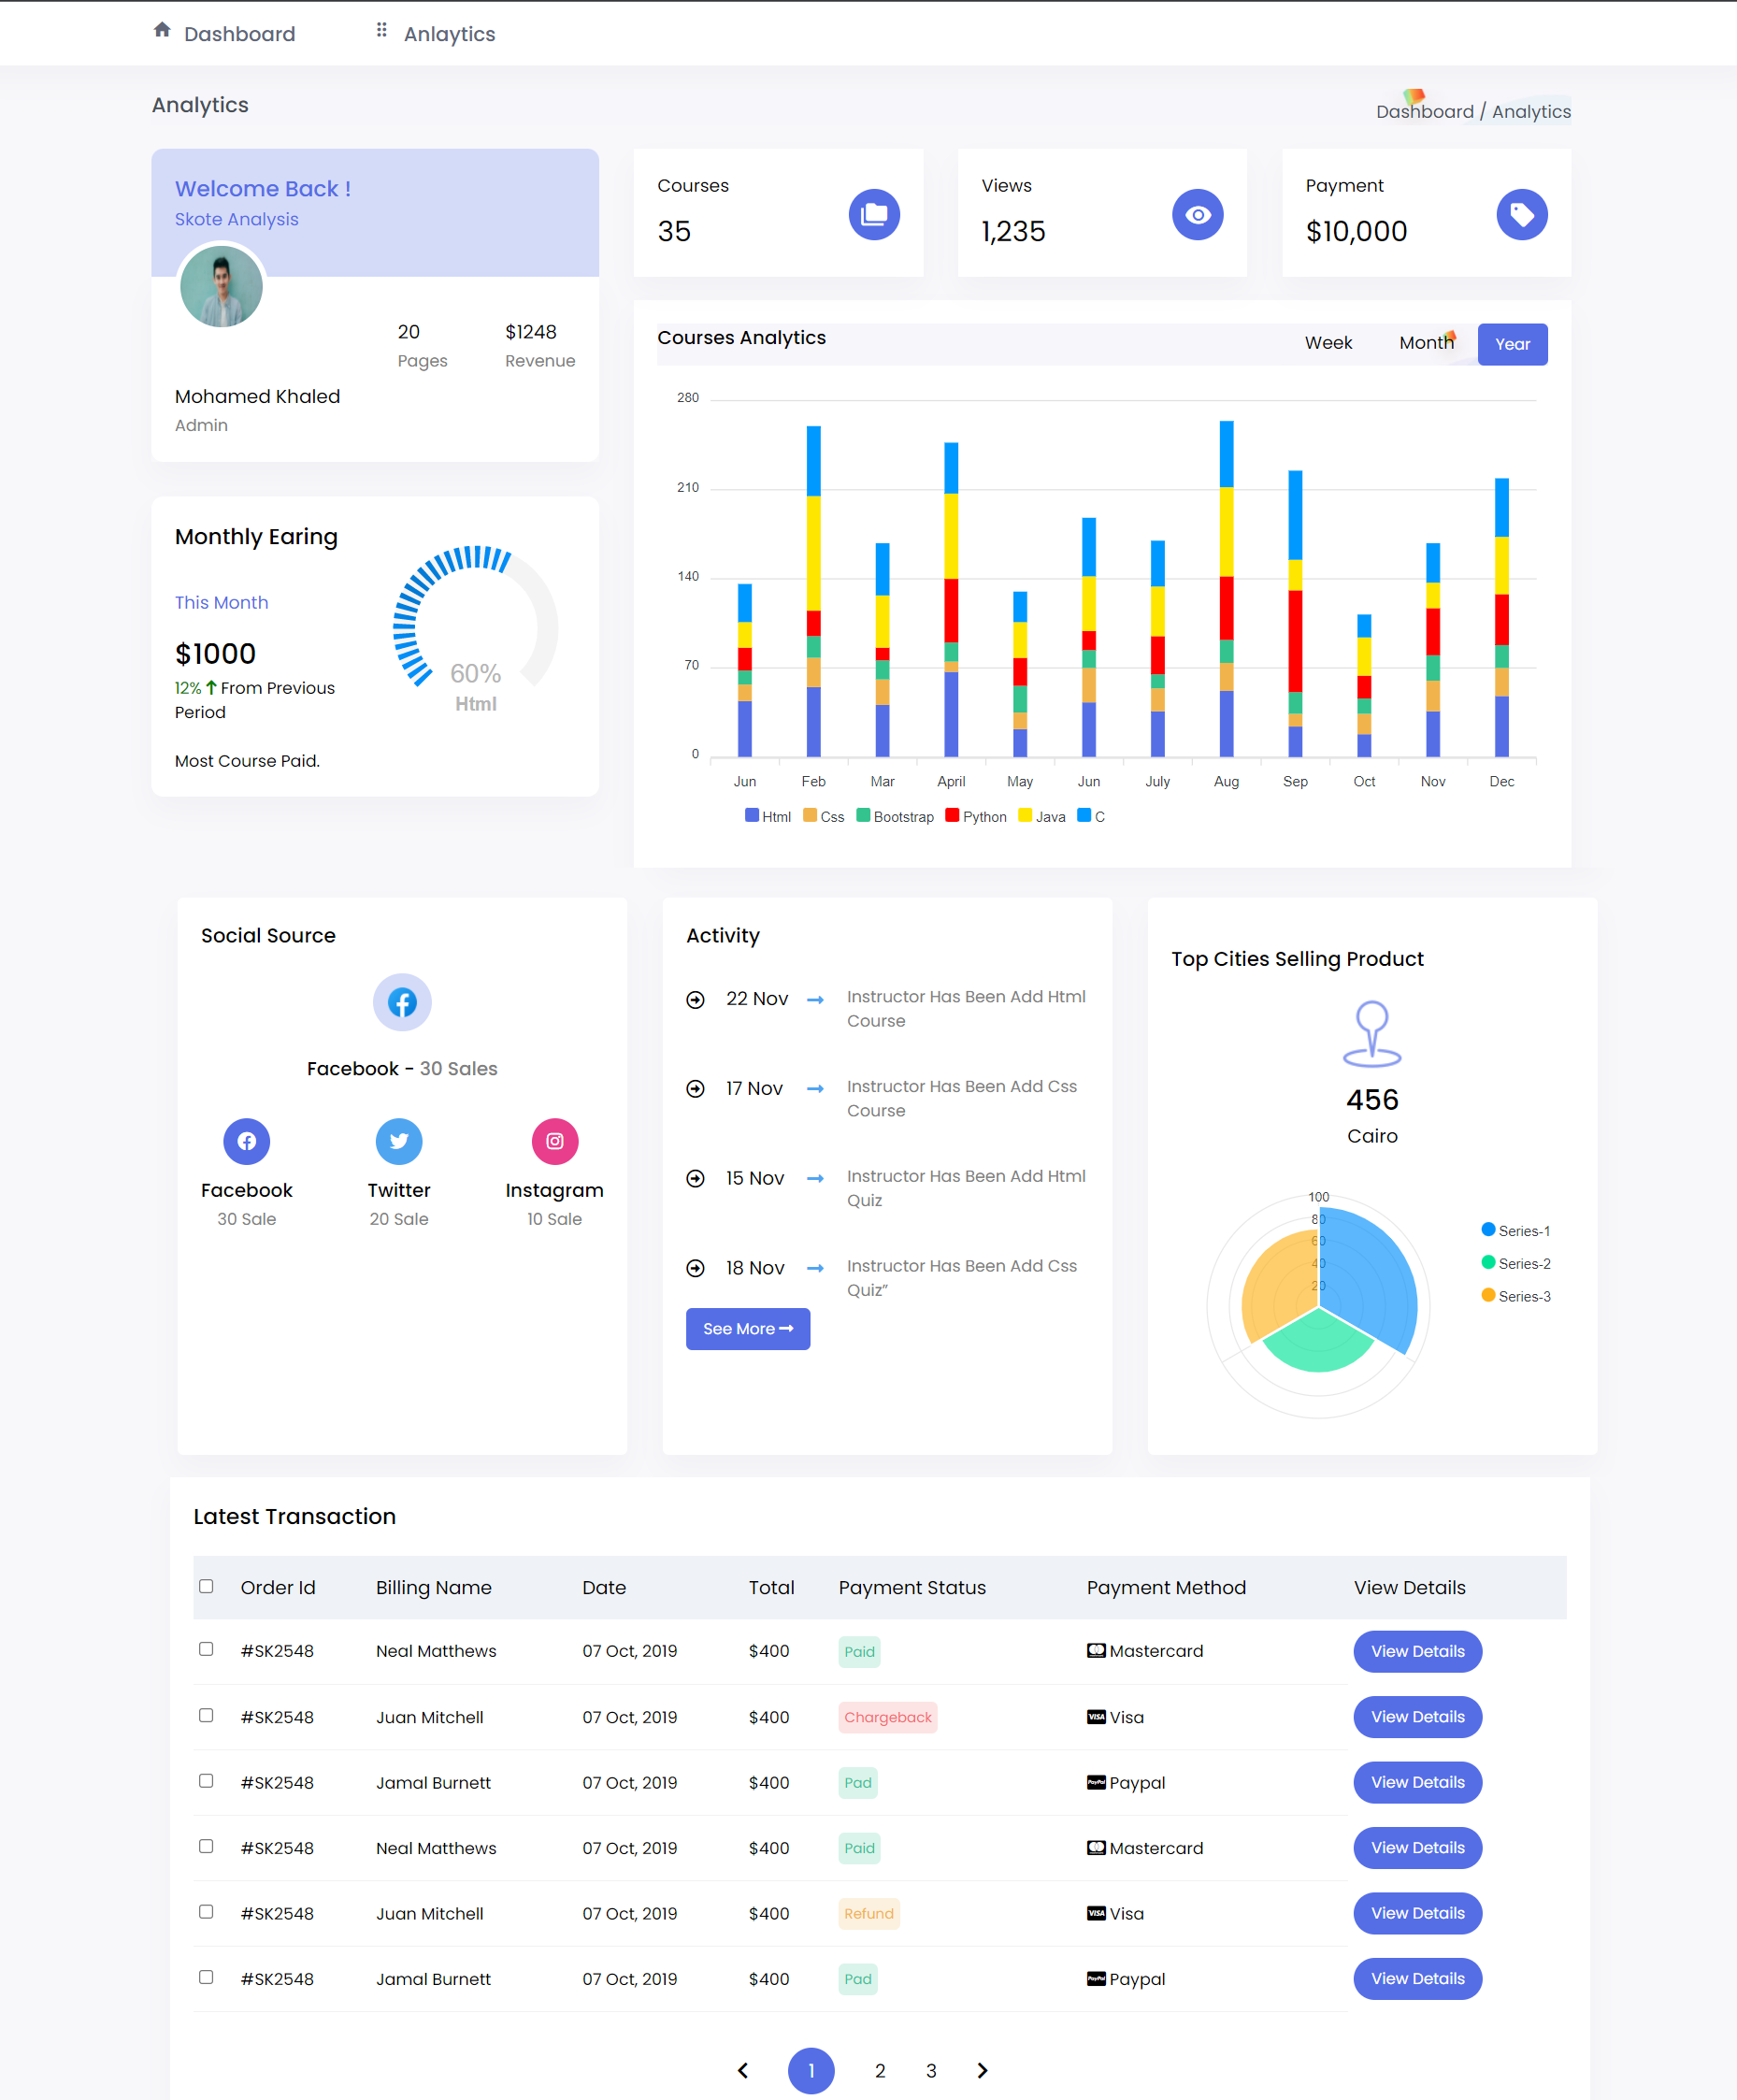 Dashboard
Anlaytics
Analytics
Dashboard / Analytics
Welcome Back !
Skote Analysis
20
Pages
$1248
Revenue
Mohamed Khaled
Admin
Courses
35
Views
1,235
Payment
$10,000
Monthly Earing
This Month
$1000
12% From Previous
Period
Most Course Paid.
60%
Html
Courses Analytics
Week
Month
Year
280
210
140
70
0
Jun Feb Mar April May Jun July Aug Sep Oct Nov Dec
Html Css Bootstrap Python Java C
Social Source
Facebook - 30 Sales
Facebook
30 Sale
Twitter
20 Sale
Instagram
10 Sale
Activity
22 Nov
Instructor Has Been Add Html
Course
17 Nov
Instructor Has Been Add Css
Course
15 Nov
Instructor Has Been Add Html
Quiz
18 Nov
Instructor Has Been Add Css
Quiz”
See More
Top Cities Selling Product
456
Cairo
100
80
60
40
20
Series-1
Series-2
Series-3
Latest Transaction
Order Id Billing Name Date Total Payment Status Payment Method View Details
#SK2548 Neal Matthews 07 Oct, 2019 $400 Paid Mastercard View Details
#SK2548 Juan Mitchell 07 Oct, 2019 $400 Chargeback VISA Visa View Details
#SK2548 Jamal Burnett 07 Oct, 2019 $400 Pad PayPal Paypal View Details
#SK2548 Neal Matthews 07 Oct, 2019 $400 Paid Mastercard View Details
#SK2548 Juan Mitchell 07 Oct, 2019 $400 Refund VISA Visa View Details
#SK2548 Jamal Burnett 07 Oct, 2019 $400 Pad PayPal Paypal View Details
1 2 3